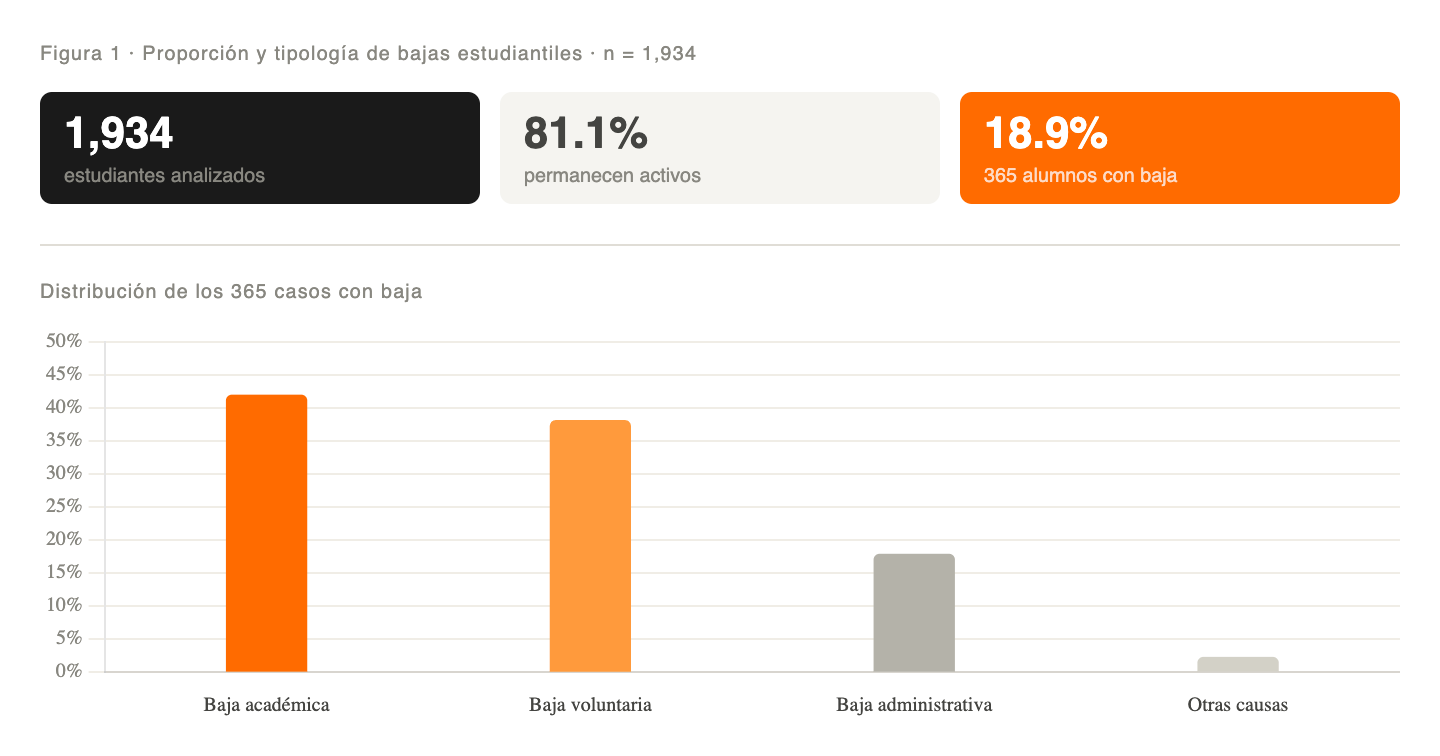 Figura 1 · Proporción y tipología de bajas estudiantiles · n = 1,934
1,934
estudiantes analizados
81.1%
permanecen activos
18.9%
365 alumnos con baja
Distribución de los 365 casos con baja
50%
45%
40%
35%
30%
25%
20%
15%
10%
5%
0%
Baja académica
Baja voluntaria
Baja administrativa
Otras causas